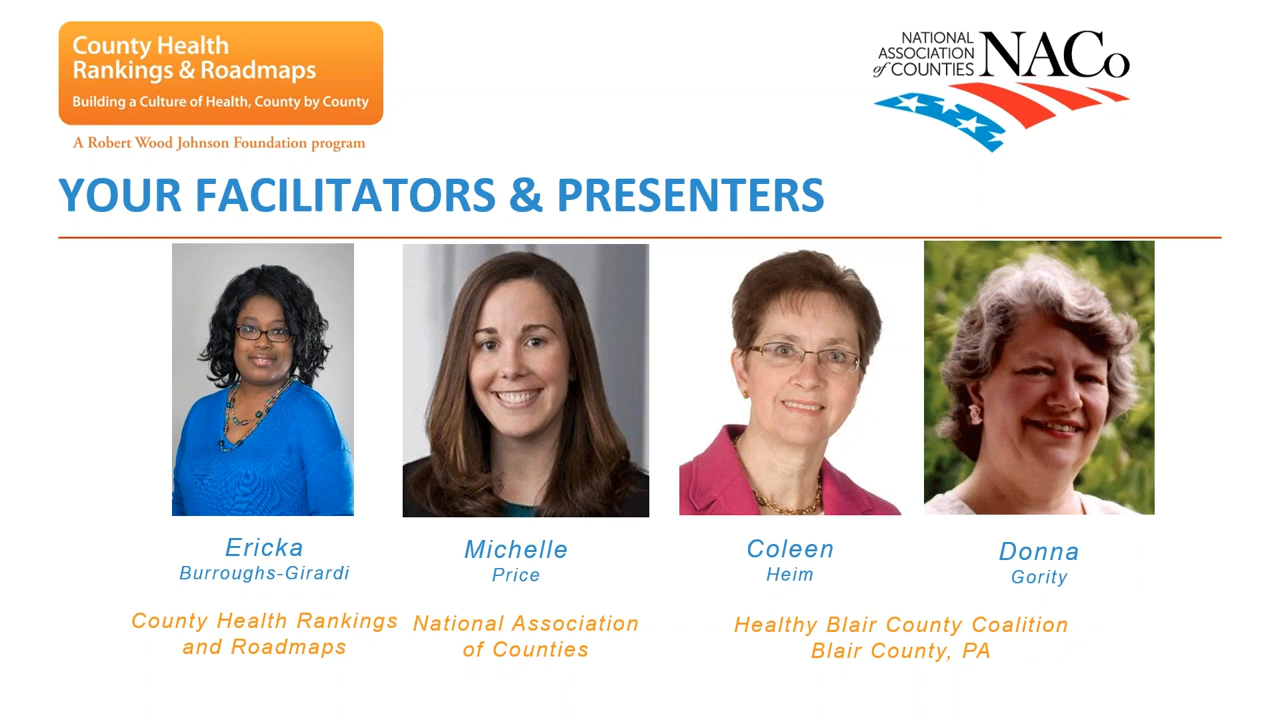 County Health
Rankings & Roadmaps
Building a Culture of Health, County by County
A Robert Wood Johnson Foundation program
NATIONAL
ASSOCIATION
of COUNTIES
NACo
YOUR FACILITATORS & PRESENTERS
Ericka
Burroughs-Girardi
County Health Rankings
and Roadmaps
Michelle
Price
National Association
of Counties
Coleen
Heim
Donna
Gority
Healthy Blair County Coalition
Blair County, PA